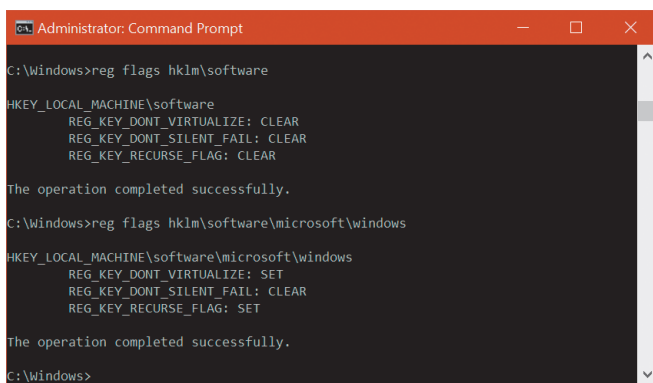 Administrator: Command Prompt
C:\Windows>reg flags hklm\software
HKEY_LOCAL_MACHINE\software
REG_KEY_DONT_VIRTUALIZE: CLEAR
REG_KEY_DONT_SILENT_FAIL: CLEAR
REG_KEY_RECURSE_FLAG: CLEAR
The operation completed successfully.
C:\Windows>reg flags hklm\software\microsoft\windows
HKEY_LOCAL_MACHINE\software\microsoft\windows
REG_KEY_DONT_VIRTUALIZE: SET
REG_KEY_DONT_SILENT_FAIL: CLEAR
REG_KEY_RECURSE_FLAG: SET
The operation completed successfully.
C:\Windows>